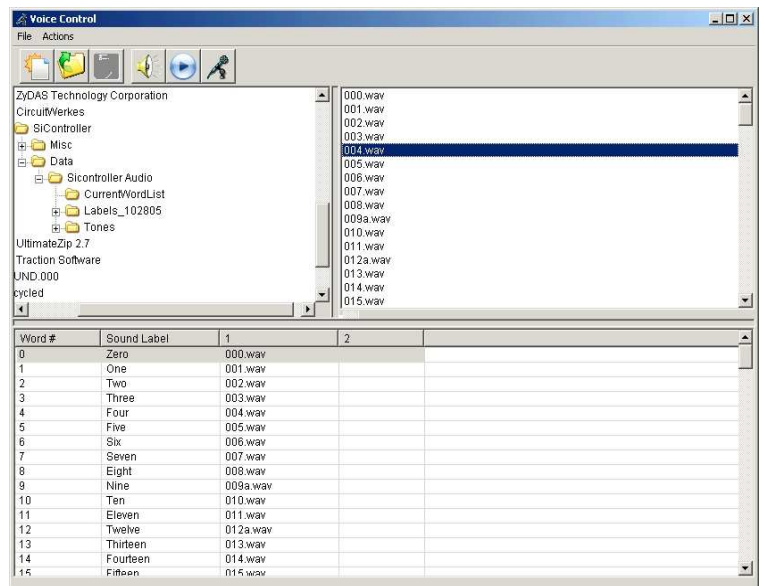 Voice Control
File Actions
ZyDAS Technology Corporation
CircuitWerkes
SiController
Misc
Data
Sicontroller Audio
CurrentWordList
Labels_102805
Tones
UltimateZip 2.7
Traction Software
UND.000
cycled
000.wav
001.wav
002.wav
003.wav
004.wav
005.wav
006.wav
007.wav
008.wav
009a.wav
010.wav
011.wav
012a.wav
013.wav
014.wav
015.wav
Word # Sound Label 1 2
0 Zero 000.wav
1 One 001.wav
2 Two 002.wav
3 Three 003.wav
4 Four 004.wav
5 Five 005.wav
6 Six 006.wav
7 Seven 007.wav
8 Eight 008.wav
9 Nine 009a.wav
10 Ten 010.wav
11 Eleven 011.wav
12 Twelve 012a.wav
13 Thirteen 013.wav
14 Fourteen 014.wav
15 Fifteen 015.wav